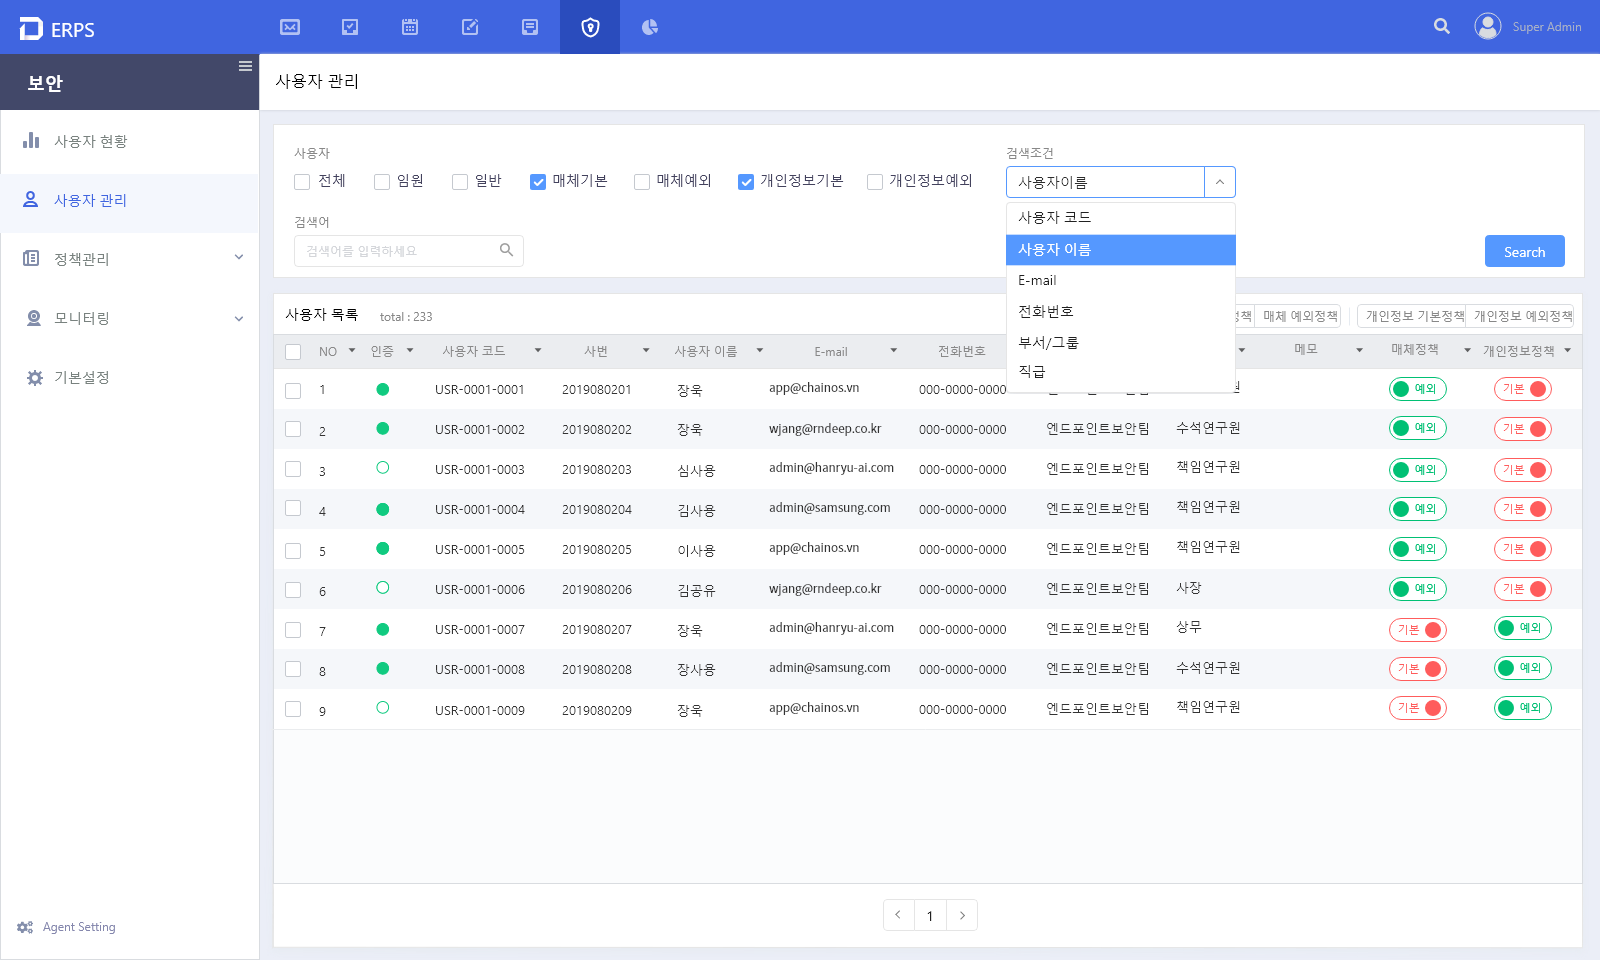 ERPS
Super Admin
보안
사용자 관리
사용자 현황
사용자 관리
정책관리
모니터링
기본설정
Agent Setting
사용자
전체 임원 일반 매체기본 매체예외 개인정보기본 개인정보예외
검색어
검색어를 입력하세요
검색조건
사용자이름
사용자 코드
사용자 이름
E-mail
전화번호
부서/그룹
직급
Search
사용자 목록 total : 233
정책 매체 예외정책 개인정보 기본정책 개인정보 예외정책
NO 인증 사용자 코드 사번 사용자 이름 E-mail 전화번호 메모 매체정책 개인정보정책
1 USR-0001-0001 2019080201 장욱 app@chainos.vn 000-0000-0000 예외 기본
2 USR-0001-0002 2019080202 장욱 wjang@rndeep.co.kr 000-0000-0000 엔드포인트보안팀 수석연구원 예외 기본
3 USR-0001-0003 2019080203 심사용 admin@hanryu-ai.com 000-0000-0000 엔드포인트보안팀 책임연구원 예외 기본
4 USR-0001-0004 2019080204 김사용 admin@samsung.com 000-0000-0000 엔드포인트보안팀 책임연구원 예외 기본
5 USR-0001-0005 2019080205 이사용 app@chainos.vn 000-0000-0000 엔드포인트보안팀 책임연구원 예외 기본
6 USR-0001-0006 2019080206 김공유 wjang@rndeep.co.kr 000-0000-0000 엔드포인트보안팀 사장 예외 기본
7 USR-0001-0007 2019080207 장욱 admin@hanryu-ai.com 000-0000-0000 엔드포인트보안팀 상무 기본 예외
8 USR-0001-0008 2019080208 장사용 admin@samsung.com 000-0000-0000 엔드포인트보안팀 수석연구원 기본 예외
9 USR-0001-0009 2019080209 장욱 app@chainos.vn 000-0000-0000 엔드포인트보안팀 책임연구원 기본 예외
1